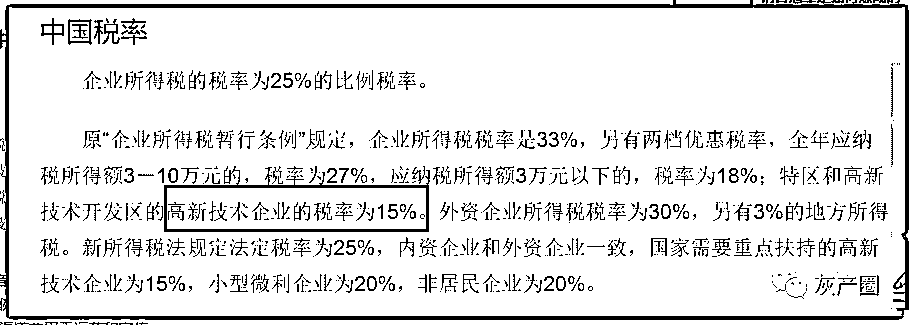 中国税率
企业所得税的税率为25%的比例税率。
原“企业所得税暂行条例”规定，企业所得税税率是33%，另有两档优惠税率，全年应纳
税所得额3－10万元的，税率为27%，应纳税所得额3万元以下的，税率为18%；特区和高新
技术开发区的高新技术企业的税率为15%。外资企业所得税税率为30%，另有3%的地方所得
税。新所得税法规定法定税率为25%，内资企业和外资企业一致，国家需要重点扶持的高新
技术企业为15%，小型微利企业为20%，非居民企业为20%。
灰产圈